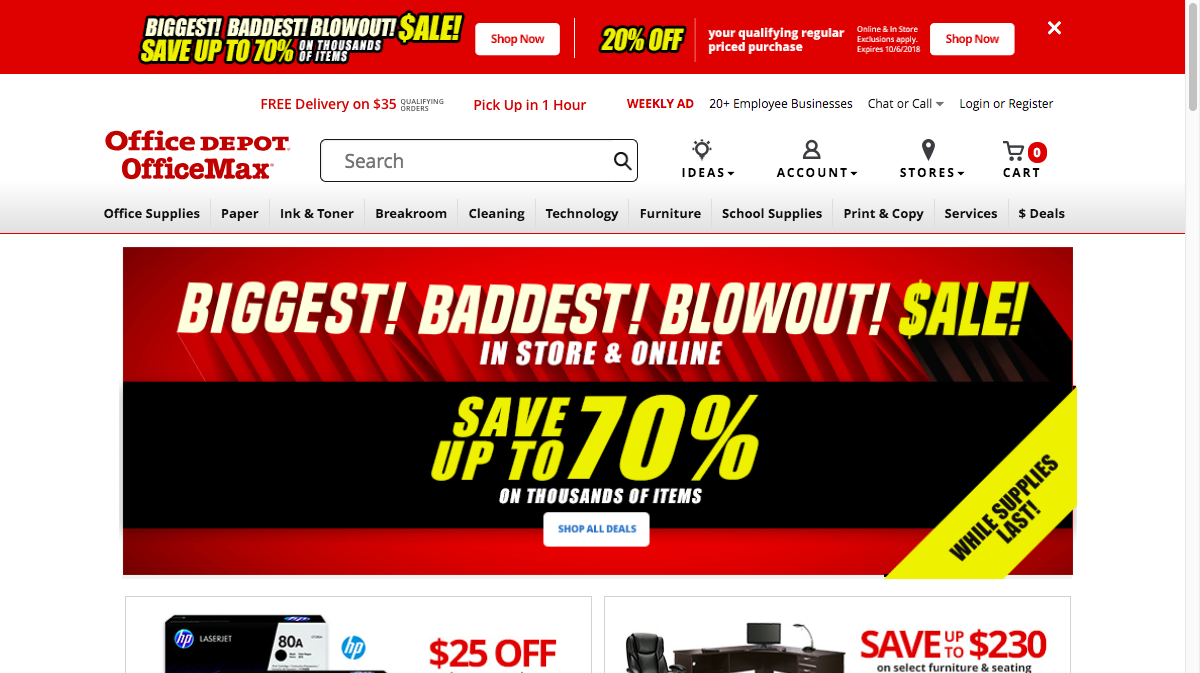 BIGGEST! BADDEST! BLOWOUT! $ALE!
SAVE UP TO 70% ON THOUSANDS OF ITEMS
Shop Now
20% OFF
your qualifying regular
priced purchase
Online & In Store
Exclusions apply.
Expires 10/6/2018
Shop Now
FREE Delivery on $35 QUALIFYING ORDERS
Pick Up in 1 Hour
WEEKLY AD
20+ Employee Businesses
Chat or Call
Login or Register
Office DEPOT
OfficeMax
Search
IDEAS
ACCOUNT
STORES
0
CART
Office Supplies
Paper
Ink & Toner
Breakroom
Cleaning
Technology
Furniture
School Supplies
Print & Copy
Services
$ Deals
BIGGEST! BADDEST! BLOWOUT! $ALE!
IN STORE & ONLINE
SAVE
UP TO 70%
ON THOUSANDS OF ITEMS
SHOP ALL DEALS
WHILE SUPPLIES
LAST!
hp LASERJET
80A
hp
$25 OFF
SAVE UP TO $230
on select furniture & seating